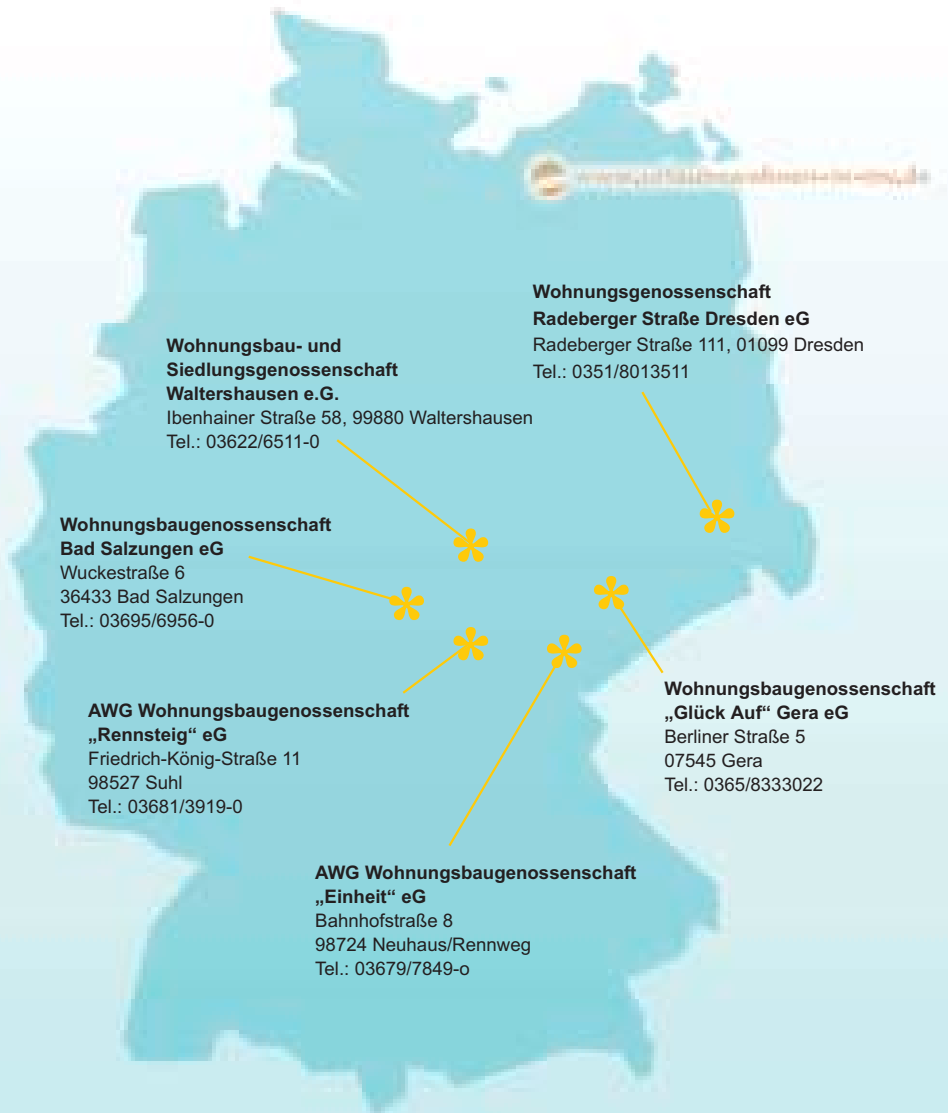 Wohnungsgenossenschaft
Radeberger Straße Dresden eG
Radeberger Straße 111, 01099 Dresden
Tel.: 0351/8013511
Wohnungsbau- und
Siedlungsgenossenschaft
Waltershausen e.G.
Ibenhainer Straße 58, 99880 Waltershausen
Tel.: 03622/6511-0
Wohnungsbaugenossenschaft
Bad Salzungen eG
Wuckestraße 6
36433 Bad Salzungen
Tel.: 03695/6956-0
AWG Wohnungsbaugenossenschaft
„Rennsteig“ eG
Friedrich-König-Straße 11
98527 Suhl
Tel.: 03681/3919-0
Wohnungsbaugenossenschaft
„Glück Auf“ Gera eG
Berliner Straße 5
07545 Gera
Tel.: 0365/8333022
AWG Wohnungsbaugenossenschaft
„Einheit“ eG
Bahnhofstraße 8
98724 Neuhaus/Rennweg
Tel.: 03679/7849-o